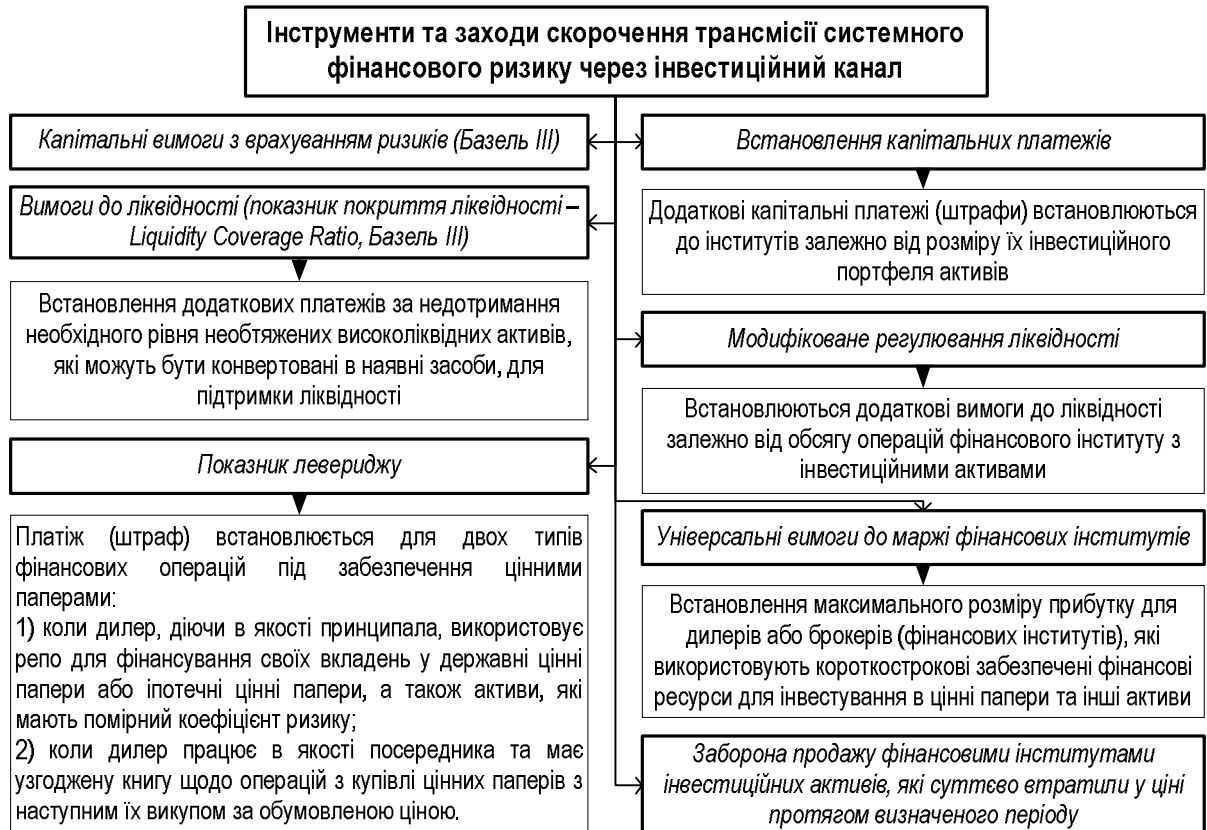 Інструменти та заходи скорочення трансмісії системного
фінансового ризику через інвестиційний канал
Капітальні вимоги з врахуванням ризиків (Базель III)
Вимоги до ліквідності (показник покриття ліквідності –
Liquidity Coverage Ratio, Базель III)
Встановлення додаткових платежів за недотримання
необхідного рівня необтяжених високоліквідних активів,
які можуть бути конвертовані в наявні засоби, для
підтримки ліквідності
Показник левериджу
Платіж (штраф) встановлюється для двох типів
фінансових операцій під забезпечення цінними
паперами:
1) коли дилер, діючи в якості принципала, використовує
репо для фінансування своїх вкладень у державні цінні
папери або іпотечні цінні папери, а також активи, які
мають помірний коефіцієнт ризику;
2) коли дилер працює в якості посередника та має
узгоджену книгу щодо операцій з купівлі цінних паперів з
наступним їх викупом за обумовленою ціною.
Встановлення капітальних платежів
Додаткові капітальні платежі (штрафи) встановлюються
до інститутів залежно від розміру їх інвестиційного
портфеля активів
Модифіковане регулювання ліквідності
Встановлюються додаткові вимоги до ліквідності
залежно від обсягу операцій фінансового інституту з
інвестиційними активами
Універсальні вимоги до маржі фінансових інститутів
Встановлення максимального розміру прибутку для
дилерів або брокерів (фінансових інститутів), які
використовують короткострокові забезпечені фінансові
ресурси для інвестування в цінні папери та інші активи
Заборона продажу фінансовими інститутами
інвестиційних активів, які суттєво втратили у ціні
протягом визначеного періоду